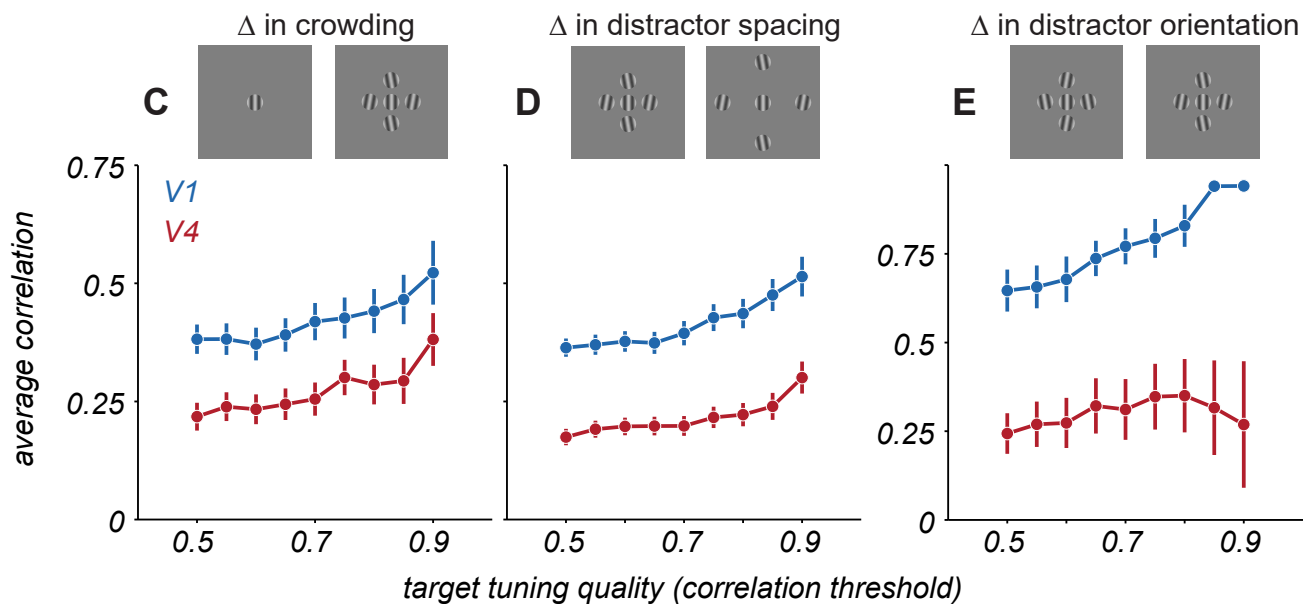 Δ in crowding
Δ in distractor spacing
Δ in distractor orientation
C
D
E
V1
V4
average correlation
0.75
0.5
0.25
0
0.75
0.5
0.25
0
0.5
0.7
0.9
0.5
0.7
0.9
0.5
0.7
0.9
target tuning quality (correlation threshold)